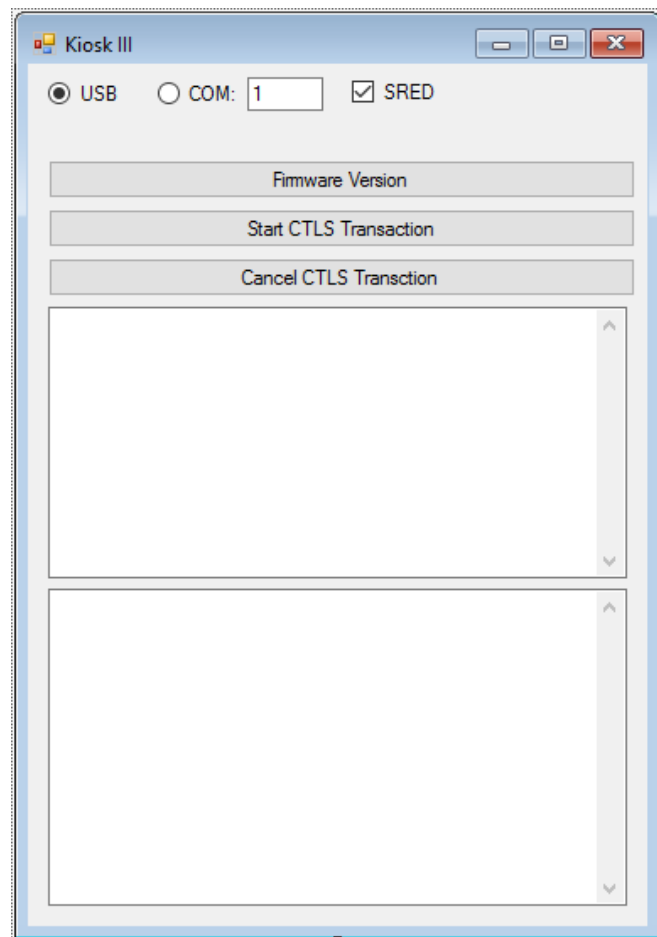 Kiosk III
USB COM: 1 SRED
Firmware Version
Start CTLS Transaction
Cancel CTLS Transction